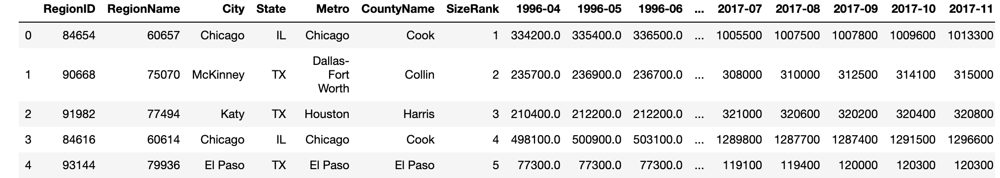 RegionID RegionName City State Metro CountyName SizeRank 1996-04 1996-05 1996-06 ... 2017-07 2017-08 2017-09 2017-10 2017-11
0 84654 60657 Chicago IL Chicago Cook 1 334200.0 335400.0 336500.0 ... 1005500 1007500 1007800 1009600 1013300
Dallas-
1 90668 75070 McKinney TX Fort Collin 2 235700.0 236900.0 236700.0 ... 308000 310000 312500 314100 315000
Worth
2 91982 77494 Katy TX Houston Harris 3 210400.0 212200.0 212200.0 ... 321000 320600 320200 320400 320800
3 84616 60614 Chicago IL Chicago Cook 4 498100.0 500900.0 503100.0 ... 1289800 1287700 1287400 1291500 1296600
4 93144 79936 El Paso TX El Paso El Paso 5 77300.0 77300.0 77300.0 ... 119100 119400 120000 120300 120300